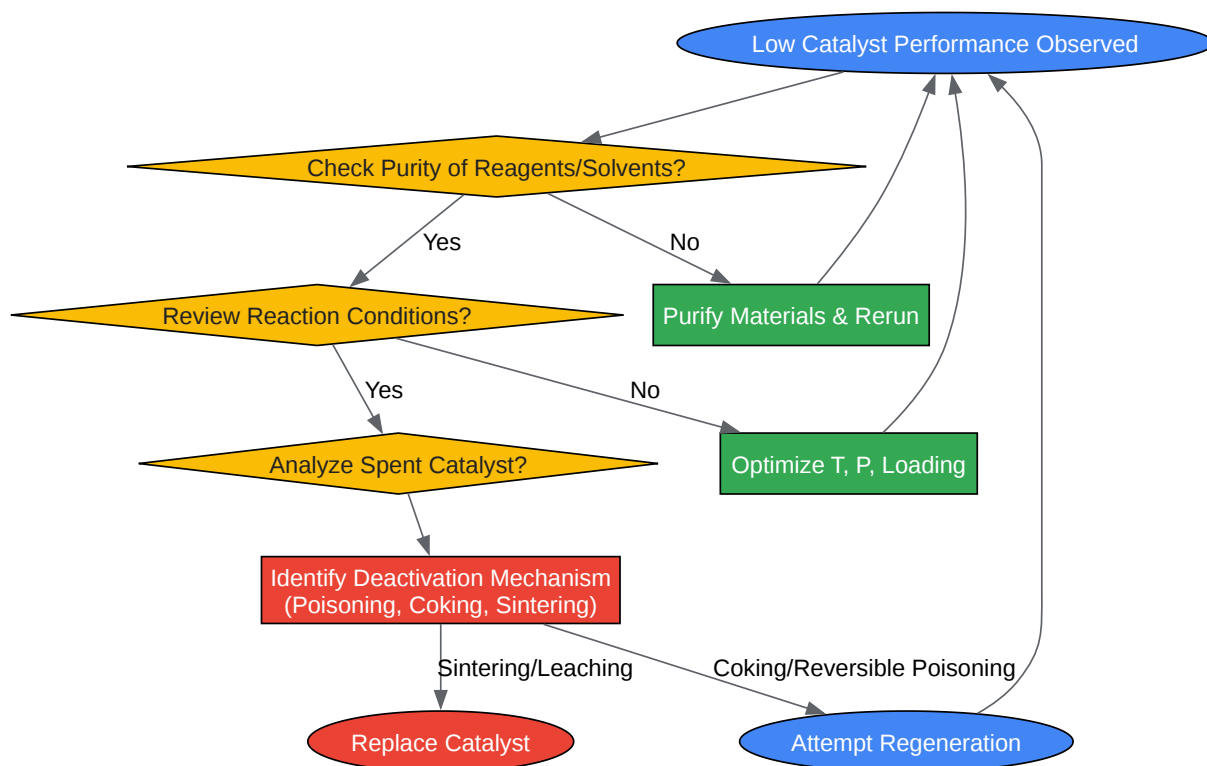 Low Catalyst Performance Observed
Check Purity of Reagents/Solvents?
Yes
No
Review Reaction Conditions?
Purify Materials & Rerun
Yes
No
Analyze Spent Catalyst?
Optimize T, P, Loading
Identify Deactivation Mechanism
(Poisoning, Coking, Sintering)
Sintering/Leaching
Coking/Reversible Poisoning
Replace Catalyst
Attempt Regeneration